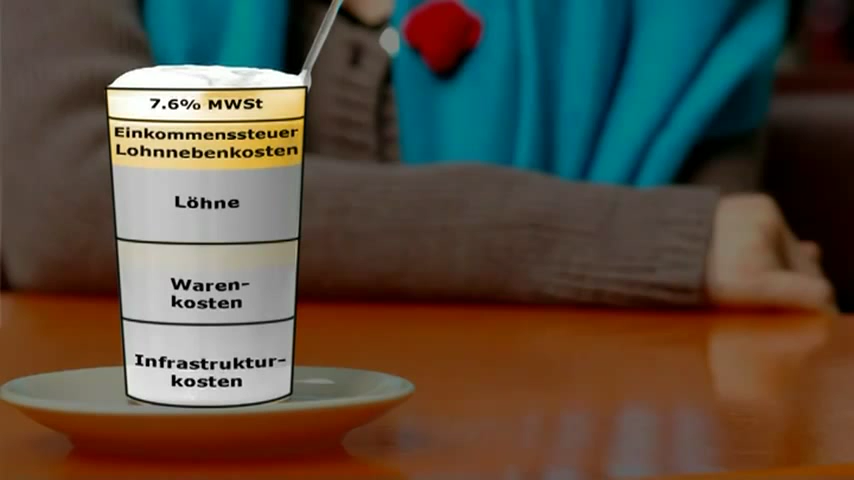 7.6% MWSt
Einkommenssteuer
Lohnnebenkosten
Löhne
Waren-
kosten
Infrastruktur-
kosten